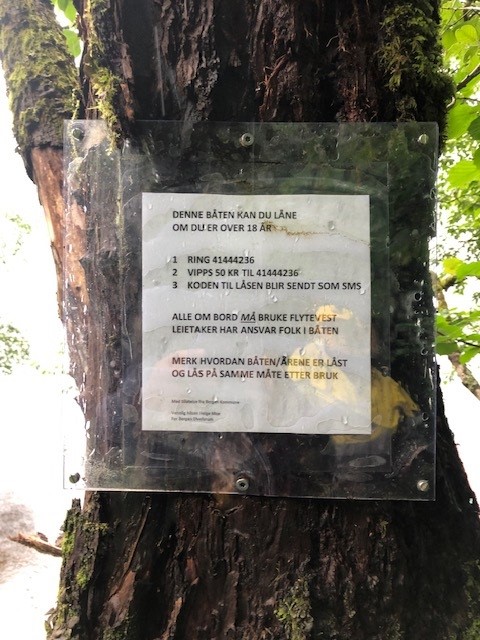 DENNE BÅTEN KAN DU LÅNE
OM DU ER OVER 18 ÅR
1 RING 41444236
2 VIPPS 50 KR TIL 41444236
3 KODEN TIL LÅSEN BLIR SENDT SOM SMS
ALLE OM BORD MÅ BRUKE FLYTEVEST
LEIETAKER HAR ANSVAR FOLK I BÅTEN
MERK HVORDAN BÅTEN/ÅRENE ER LÅST
OG LÅS PÅ SAMME MÅTE ETTER BRUK